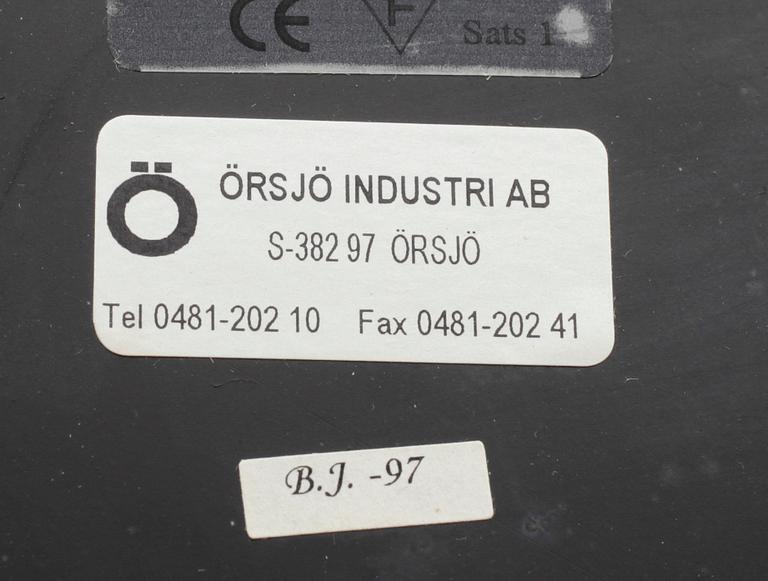 CE F Sats 1
Ö ÖRSJÖ INDUSTRI AB
S-382 97 ÖRSJÖ
Tel 0481-202 10 Fax 0481-202 41
B.J. -97